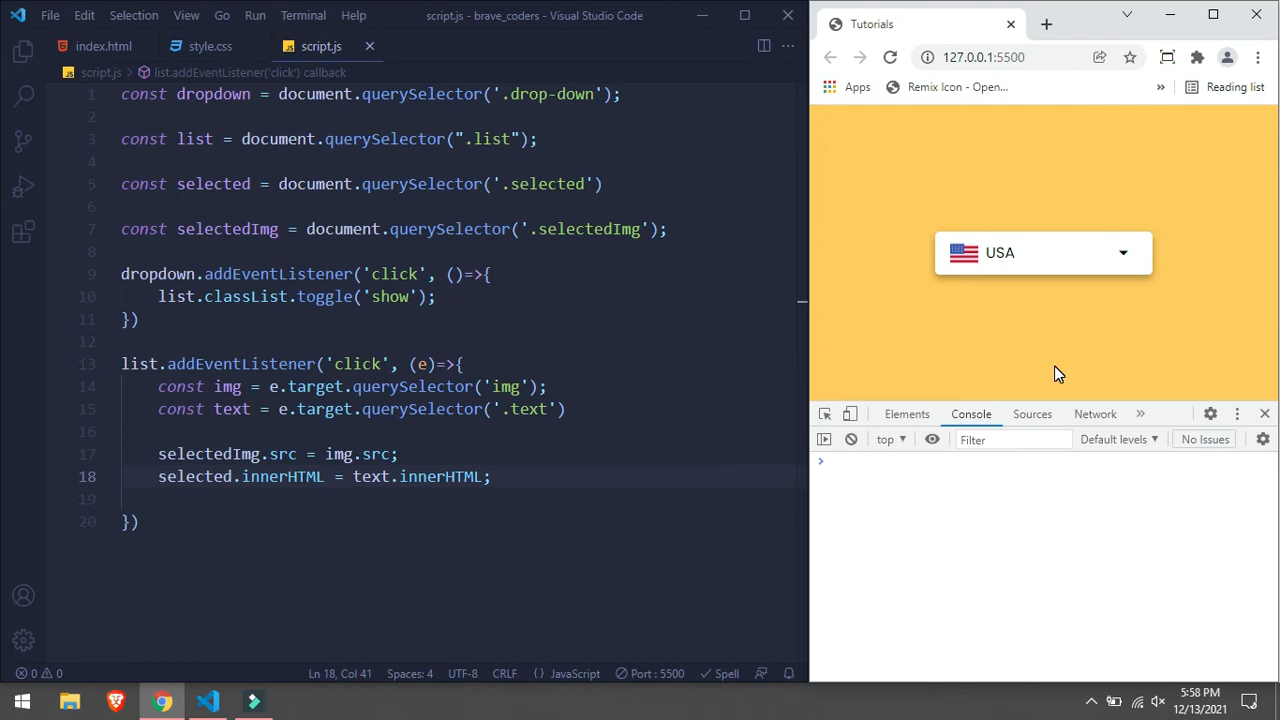 File Edit Selection View Go Run Terminal Help script.js - brave_coders - Visual Studio Code
index.html style.css JS script.js
JS script.js > list.addEventListener('click') callback
1 const dropdown = document.querySelector('.drop-down');
2
3 const list = document.querySelector(".list");
4
5 const selected = document.querySelector('.selected')
6
7 const selectedImg = document.querySelector('.selectedImg');
8
9 dropdown.addEventListener('click', ()=>{
10 list.classList.toggle('show');
11 })
12
13 list.addEventListener('click', (e)=>{
14 const img = e.target.querySelector('img');
15 const text = e.target.querySelector('.text')
16
17 selectedImg.src = img.src;
18 selected.innerHTML = text.innerHTML;
19
20 })
0 0 Ln 18, Col 41 Spaces: 4 UTF-8 CRLF {} JavaScript Port : 5500 Spell
Tutorials
127.0.0.1:5500
Apps Remix Icon - Open... » Reading list
USA
Elements Console Sources Network »
top Filter Default levels No Issues
5:58 PM
12/13/2021